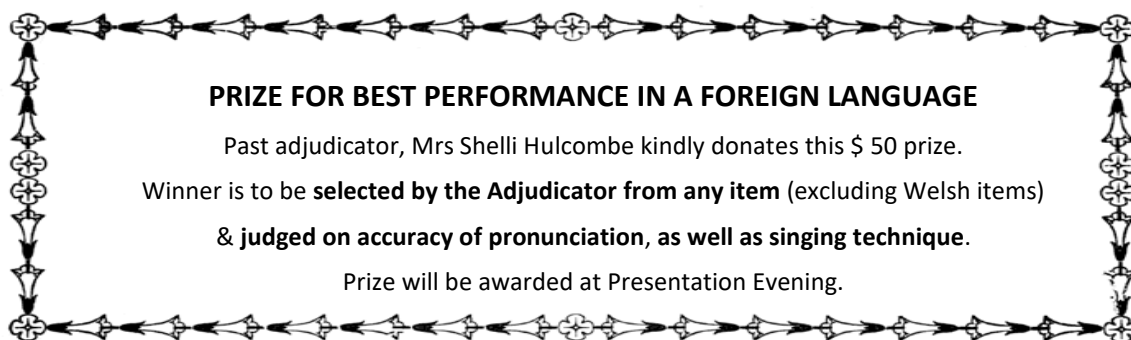 PRIZE FOR BEST PERFORMANCE IN A FOREIGN LANGUAGE
Past adjudicator, Mrs Shelli Hulcombe kindly donates this $ 50 prize.
Winner is to be selected by the Adjudicator from any item (excluding Welsh items)
& judged on accuracy of pronunciation, as well as singing technique.
Prize will be awarded at Presentation Evening.